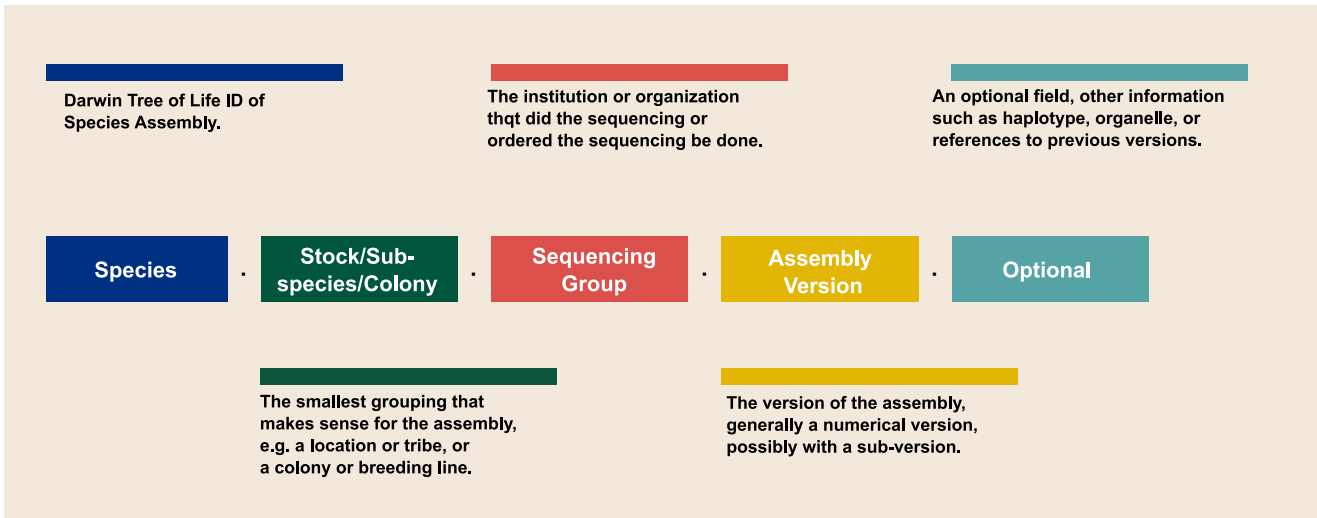 Darwin Tree of Life ID of
Species Assembly.
The institution or organization
thqt did the sequencing or
ordered the sequencing be done.
An optional field, other information
such as haplotype, organelle, or
references to previous versions.
Species
.
Stock/Sub-
species/Colony
.
Sequencing
Group
.
Assembly
Version
.
Optional
The smallest grouping that
makes sense for the assembly,
e.g. a location or tribe, or
a colony or breeding line.
The version of the assembly,
generally a numerical version,
possibly with a sub-version.